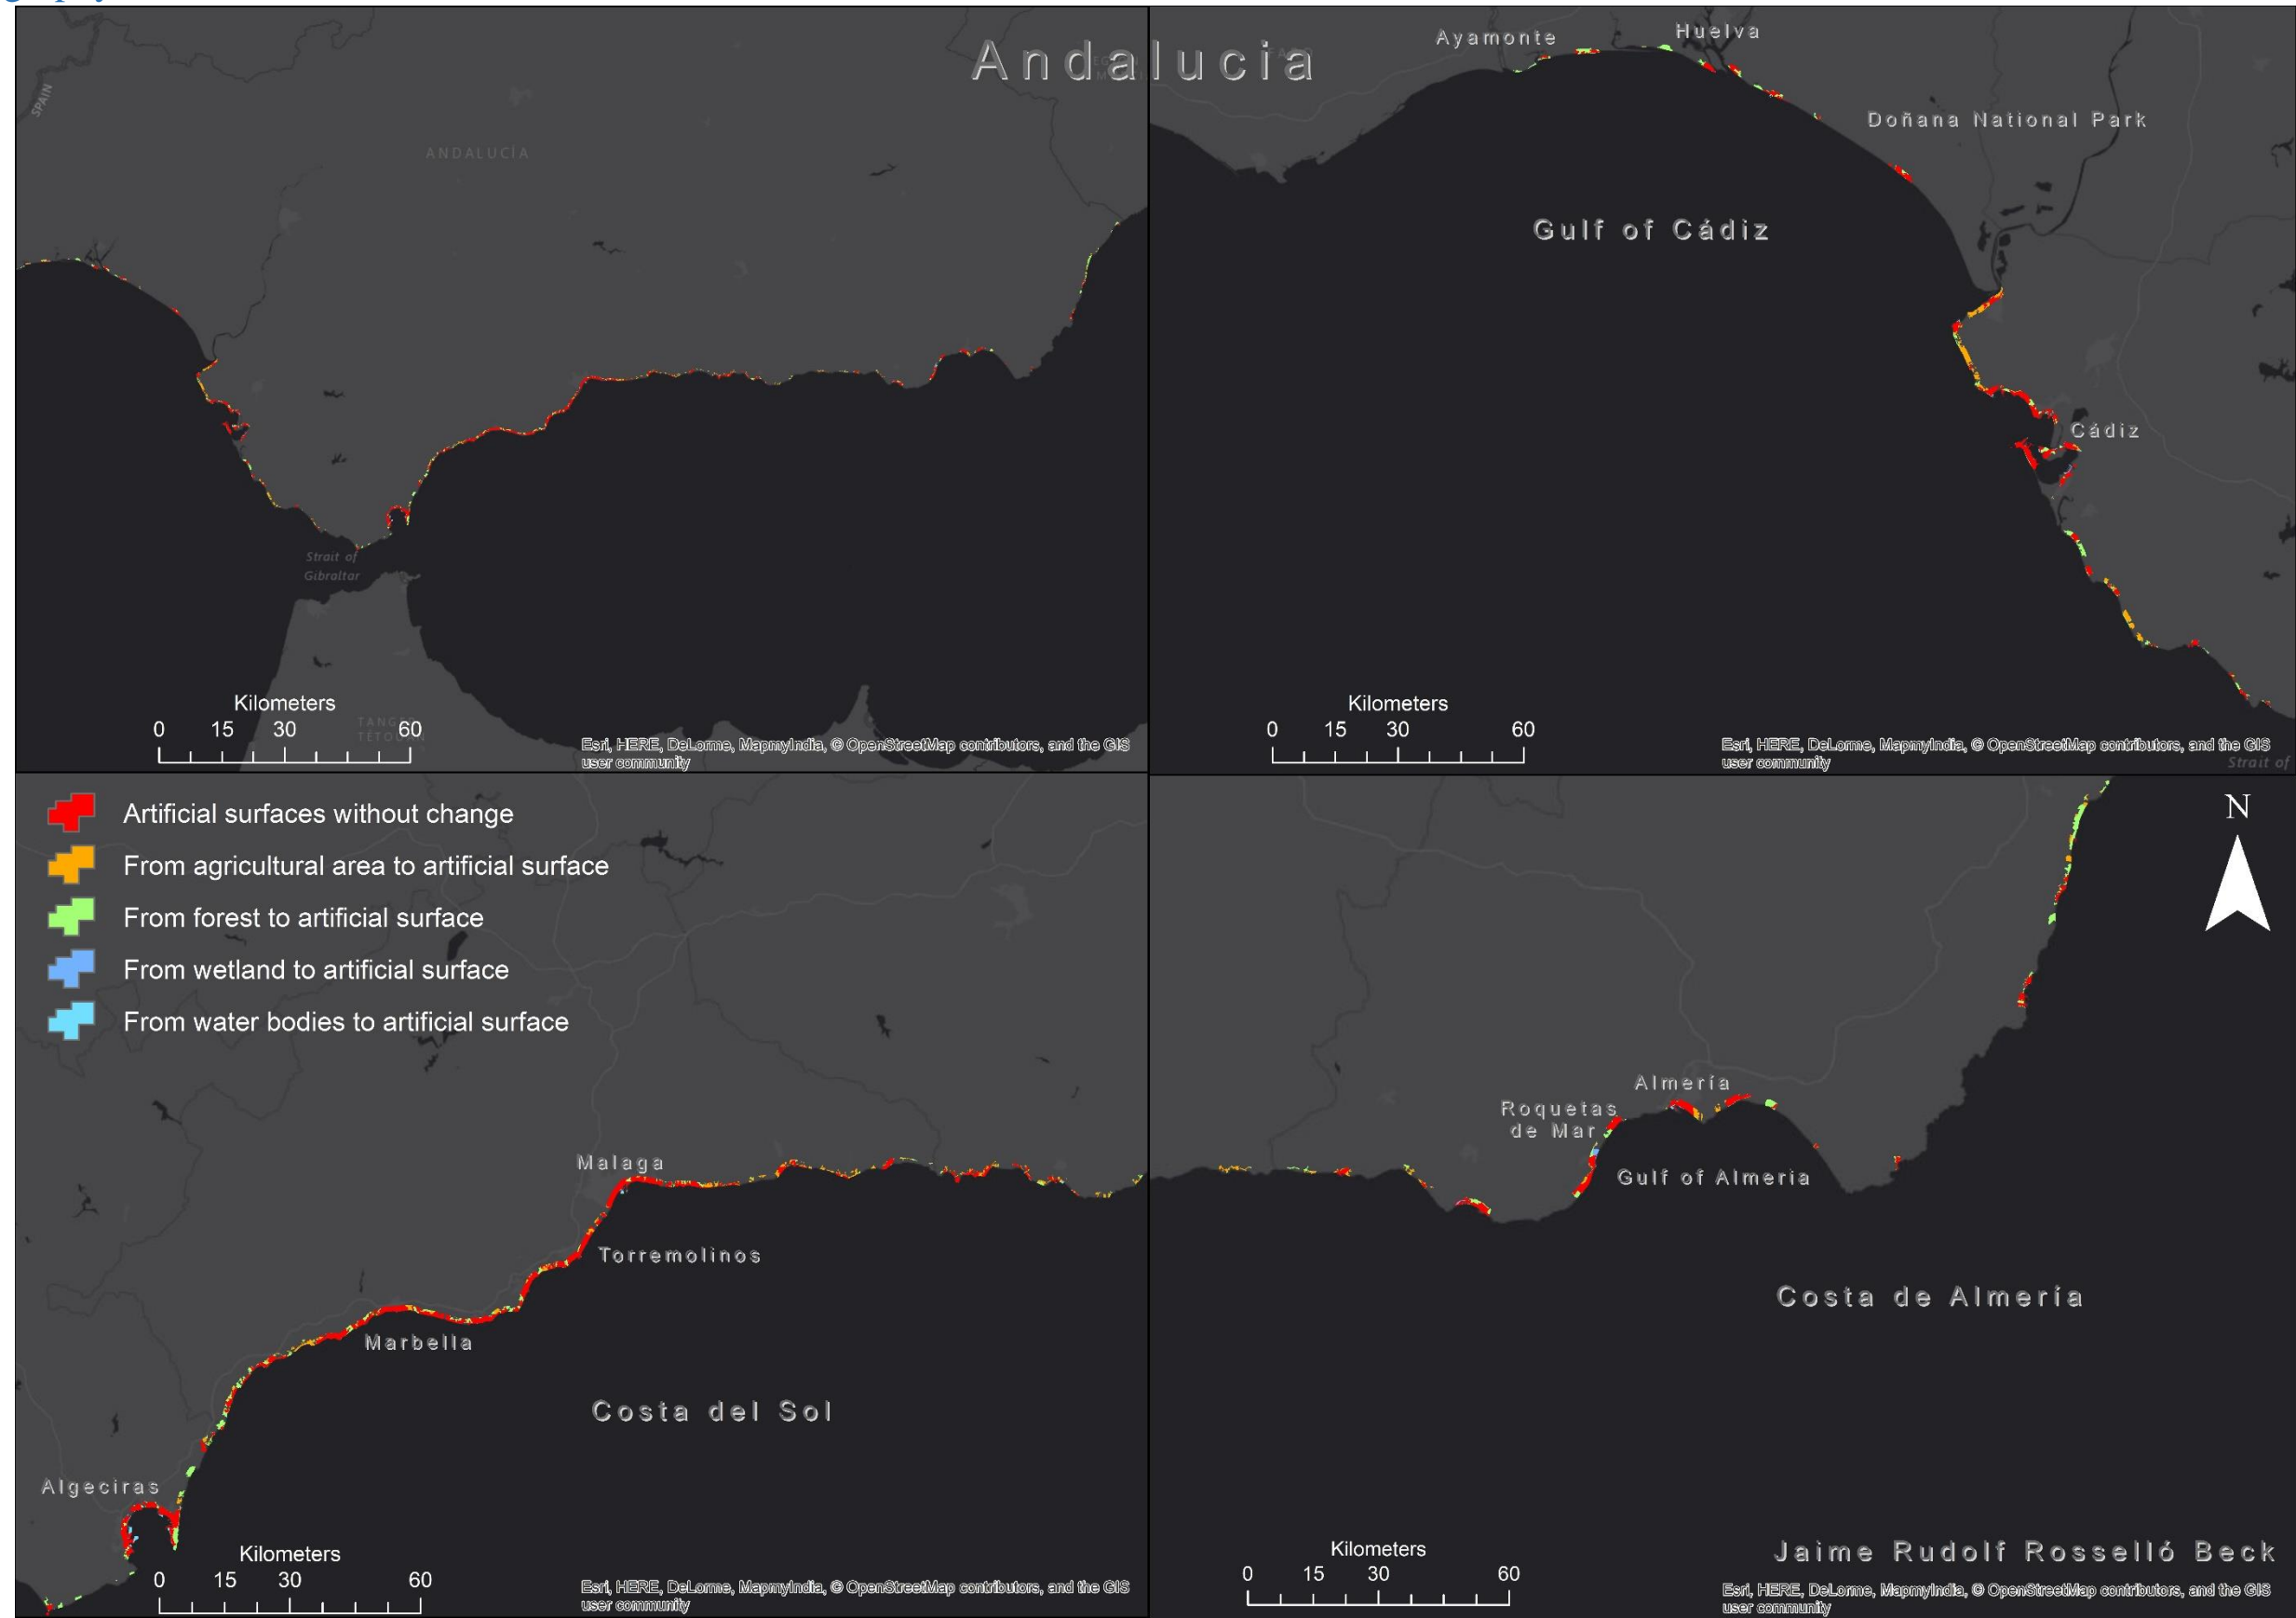 Andalucia
SPAIN
ANDALUCÍA
Strait of
Gibraltar
Kilometers
0 15 30 60
Esri, HERE, DeLorme, MapmyIndia, © OpenStreetMap contributors, and the GIS
user community
Ayamonte
Huelva
Doñana National Park
Gulf of Cádiz
Cádiz
Kilometers
0 15 30 60
Esri, HERE, DeLorme, MapmyIndia, © OpenStreetMap contributors, and the GIS
user community
Strait of
Artificial surfaces without change
From agricultural area to artificial surface
From forest to artificial surface
From wetland to artificial surface
From water bodies to artificial surface
Malaga
Torremolinos
Marbella
Costa del Sol
Algeciras
Kilometers
0 15 30 60
Esri, HERE, DeLorme, MapmyIndia, © OpenStreetMap contributors, and the GIS
user community
N
Almería
Roquetas
de Mar
Gulf of Almeria
Costa de Almería
Kilometers
0 15 30 60
Jaime Rudolf Rosselló Beck
Esri, HERE, DeLorme, MapmyIndia, © OpenStreetMap contributors, and the GIS
user community